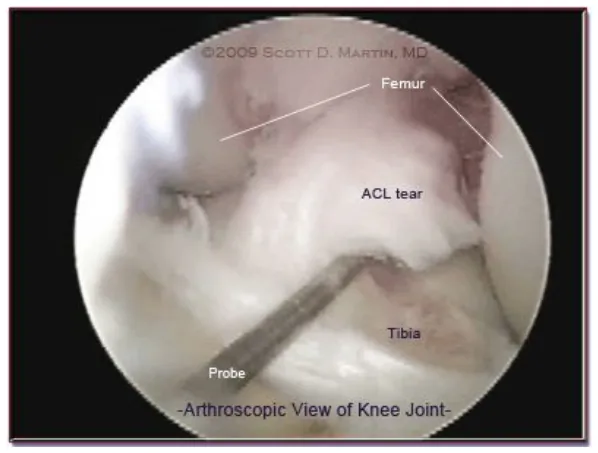 ©2009 Scott D. Martin, MD
Femur
ACL tear
Tibia
Probe
-Arthroscopic View of Knee Joint-